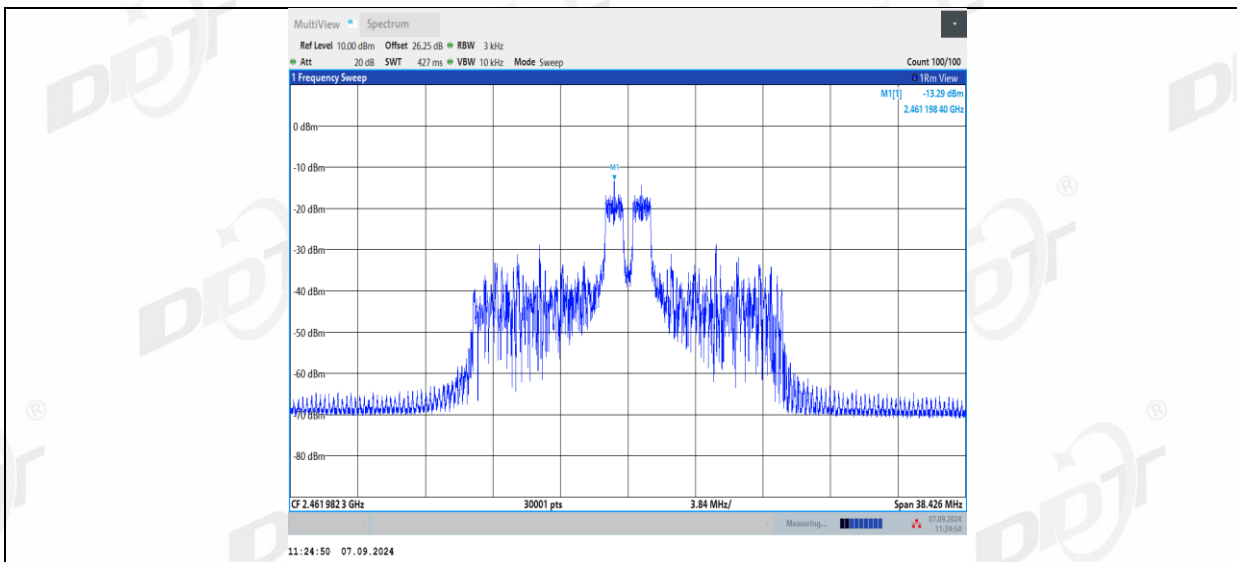 MultiView Spectrum
Ref Level 10.00 dBm Offset 26.25 dB RBW 3 kHz
Att 20 dB SWT 427 ms VBW 10 kHz Mode Sweep Count 100/100
1 Frequency Sweep 1Rm View
M1[1] -13.29 dBm
2.461 198 40 GHz
0 dBm
M1
-10 dBm
-20 dBm
-30 dBm
-40 dBm
-50 dBm
-60 dBm
-70 dBm
-80 dBm
CF 2.461 982 3 GHz 30001 pts 3.84 MHz/ Span 38.426 MHz
Measuring... 07.09.2024
11:24:50
11:24:50 07.09.2024
DDT
®
DDT
®
DDT
®
DDT
®